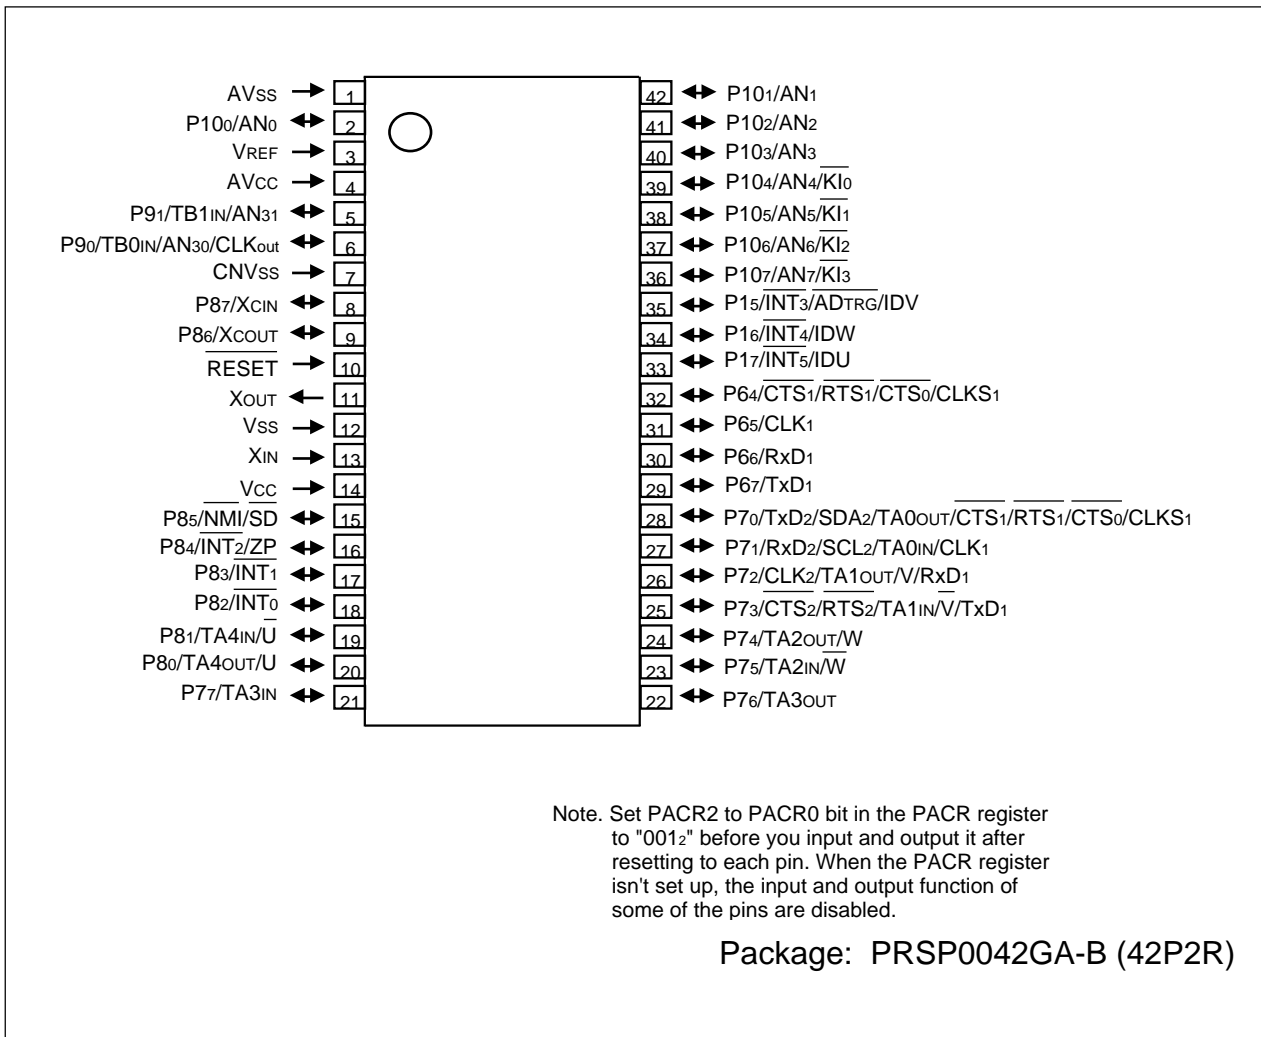 AVSS 1 42 P101/AN1
P100/AN0 2 41 P102/AN2
VREF 3 40 P103/AN3
AVCC 4 39 P104/AN4/KI0
P91/TB1IN/AN31 5 38 P105/AN5/KI1
P90/TB0IN/AN30/CLKout 6 37 P106/AN6/KI2
CNVSS 7 36 P107/AN7/KI3
P87/XCIN 8 35 P15/INT3/ADTRG/IDV
P86/XCOUT 9 34 P16/INT4/IDW
RESET 10 33 P17/INT5/IDU
XOUT 11 32 P64/CTS1/RTS1/CTS0/CLKS1
VSS 12 31 P65/CLK1
XIN 13 30 P66/RxD1
VCC 14 29 P67/TxD1
P85/NMI/SD 15 28 P70/TxD2/SDA2/TA0OUT/CTS1/RTS1/CTS0/CLKS1
P84/INT2/ZP 16 27 P71/RxD2/SCL2/TA0IN/CLK1
P83/INT1 17 26 P72/CLK2/TA1OUT/V/RxD1
P82/INT0 18 25 P73/CTS2/RTS2/TA1IN/V/TxD1
P81/TA4IN/U 19 24 P74/TA2OUT/W
P80/TA4OUT/U 20 23 P75/TA2IN/W
P77/TA3IN 21 22 P76/TA3OUT
Note. Set PACR2 to PACR0 bit in the PACR register
to "0012" before you input and output it after
resetting to each pin. When the PACR register
isn't set up, the input and output function of
some of the pins are disabled.
Package: PRSP0042GA-B (42P2R)